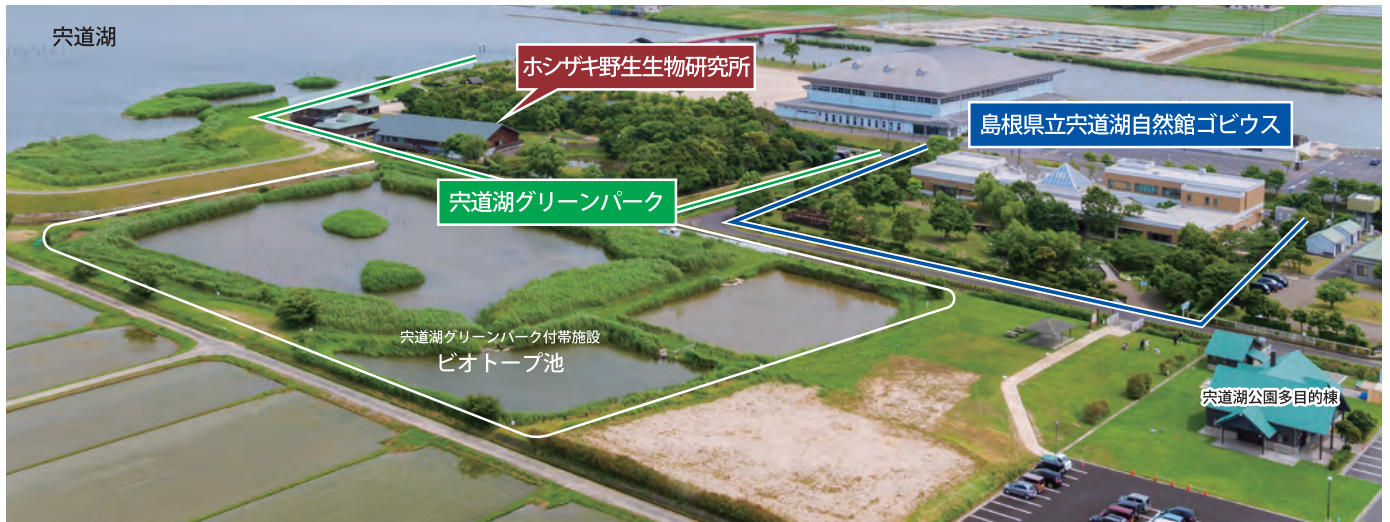 宍道湖
ホシザキ野生生物研究所
島根県立宍道湖自然館ゴビウス
宍道湖グリーンパーク
宍道湖グリーンパーク付帯施設
ビオトープ池
宍道湖公園多目的棟